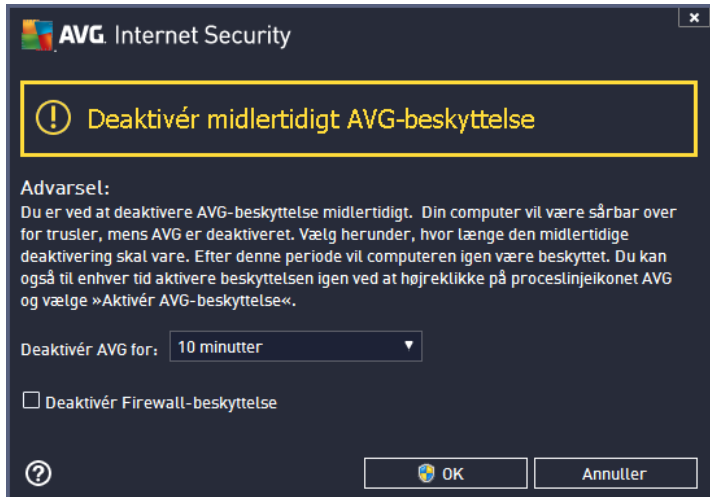 AVG. Internet Security
Deaktivér midlertidigt AVG-beskyttelse
Advarsel:
Du er ved at deaktivere AVG-beskyttelse midlertidigt. Din computer vil være sårbar over
for trusler, mens AVG er deaktiveret. Vælg herunder, hvor længe den midlertidige
deaktivering skal vare. Efter denne periode vil computeren igen være beskyttet. Du kan
også til enhver tid aktivere beskyttelsen igen ved at højreklikke på proceslinjeikonet AVG
og vælge »Aktivér AVG-beskyttelse«.
Deaktivér AVG for: 10 minutter
Deaktivér Firewall-beskyttelse
OK Annuller